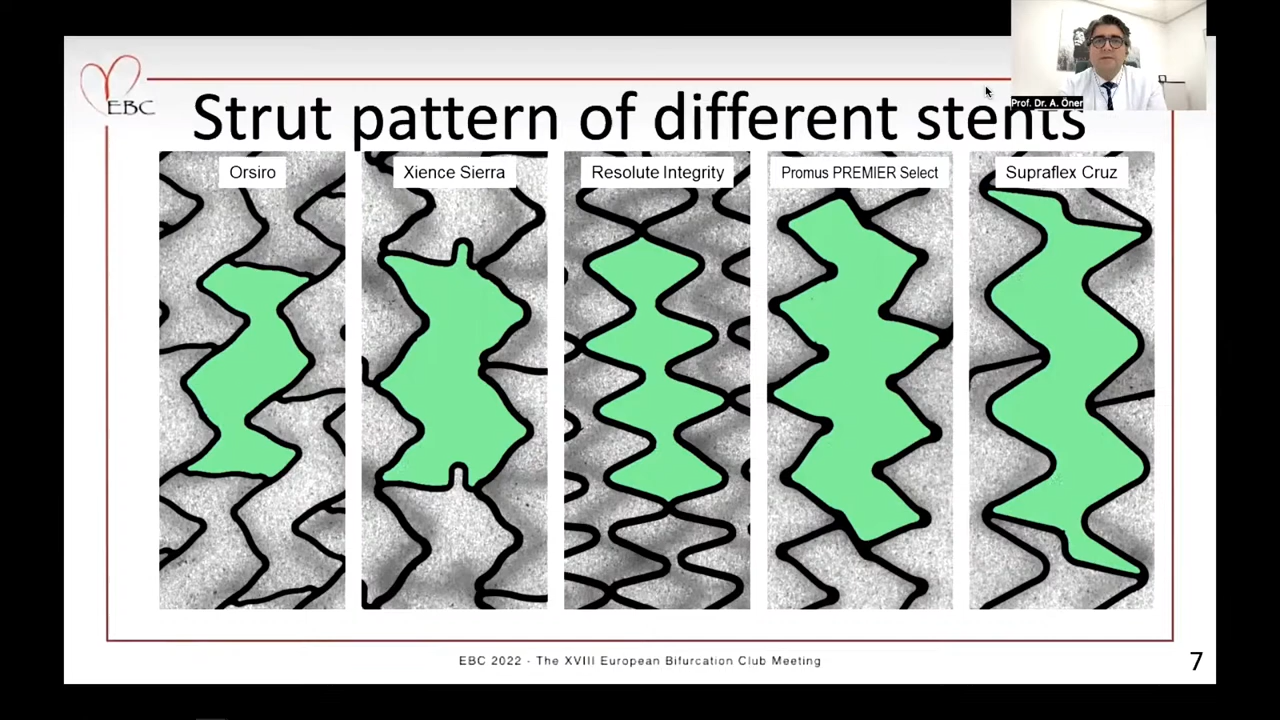 EBC
Prof. Dr. A. Öner
Strut pattern of different stents
Orsiro
Xience Sierra
Resolute Integrity
Promus PREMIER Select
Supraflex Cruz
EBC 2022 - The XVIII European Bifurcation Club Meeting
7